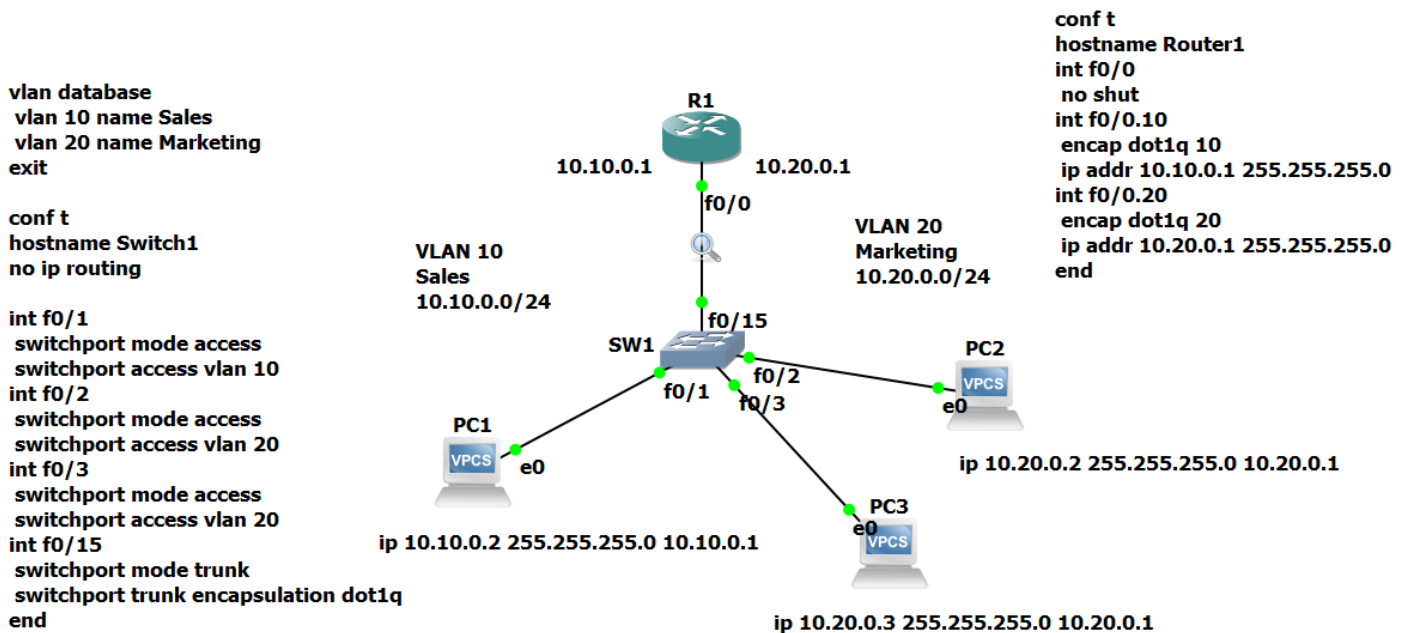 vlan database
vlan 10 name Sales
vlan 20 name Marketing
exit
conf t
hostname Switch1
no ip routing
int f0/1
switchport mode access
switchport access vlan 10
int f0/2
switchport mode access
switchport access vlan 20
int f0/3
switchport mode access
switchport access vlan 20
int f0/15
switchport mode trunk
switchport trunk encapsulation dot1q
end
R1
10.10.0.1
10.20.0.1
f0/0
VLAN 10
Sales
10.10.0.0/24
VLAN 20
Marketing
10.20.0.0/24
f0/15
SW1
f0/1
f0/2
f0/3
PC1
VPCS
e0
ip 10.10.0.2 255.255.255.0 10.10.0.1
PC2
VPCS
e0
ip 10.20.0.2 255.255.255.0 10.20.0.1
PC3
e0
VPCS
ip 10.20.0.3 255.255.255.0 10.20.0.1
conf t
hostname Router1
int f0/0
no shut
int f0/0.10
encap dot1q 10
ip addr 10.10.0.1 255.255.255.0
int f0/0.20
encap dot1q 20
ip addr 10.20.0.1 255.255.255.0
end